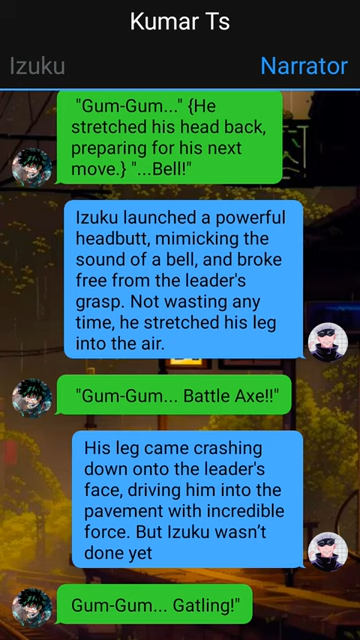 Kumar Ts
Izuku
Narrator
"Gum-Gum..." {He
stretched his head back,
preparing for his next
move.} "...Bell!"
Izuku launched a powerful
headbutt, mimicking the
sound of a bell, and broke
free from the leader's
grasp. Not wasting any
time, he stretched his leg
into the air.
"Gum-Gum... Battle Axe!!"
His leg came crashing
down onto the leader's
face, driving him into the
pavement with incredible
force. But Izuku wasn't
done yet
Gum-Gum... Gatling!"